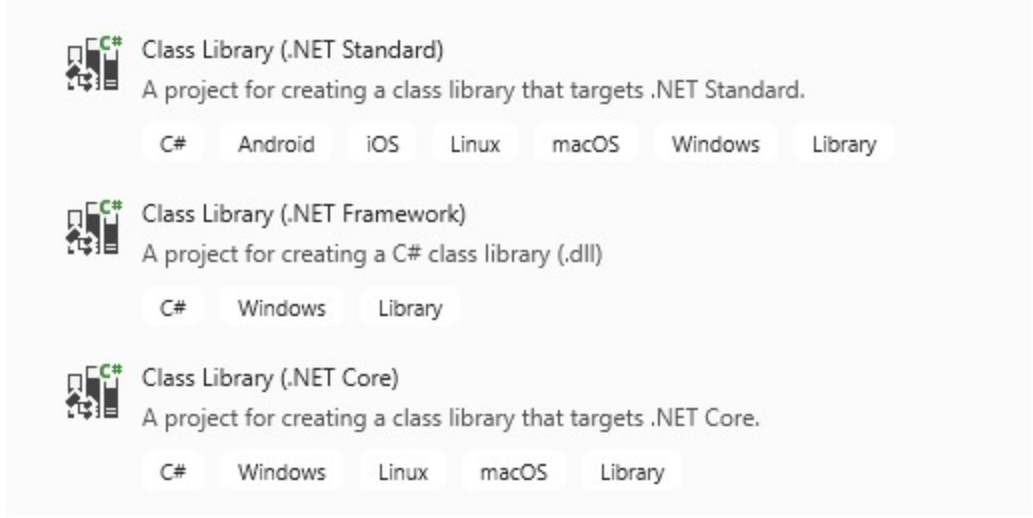 C#
Class Library (.NET Standard)
A project for creating a class library that targets .NET Standard.
C# Android iOS Linux macOS Windows Library
C#
Class Library (.NET Framework)
A project for creating a C# class library (.dll)
C# Windows Library
C#
Class Library (.NET Core)
A project for creating a class library that targets .NET Core.
C# Windows Linux macOS Library